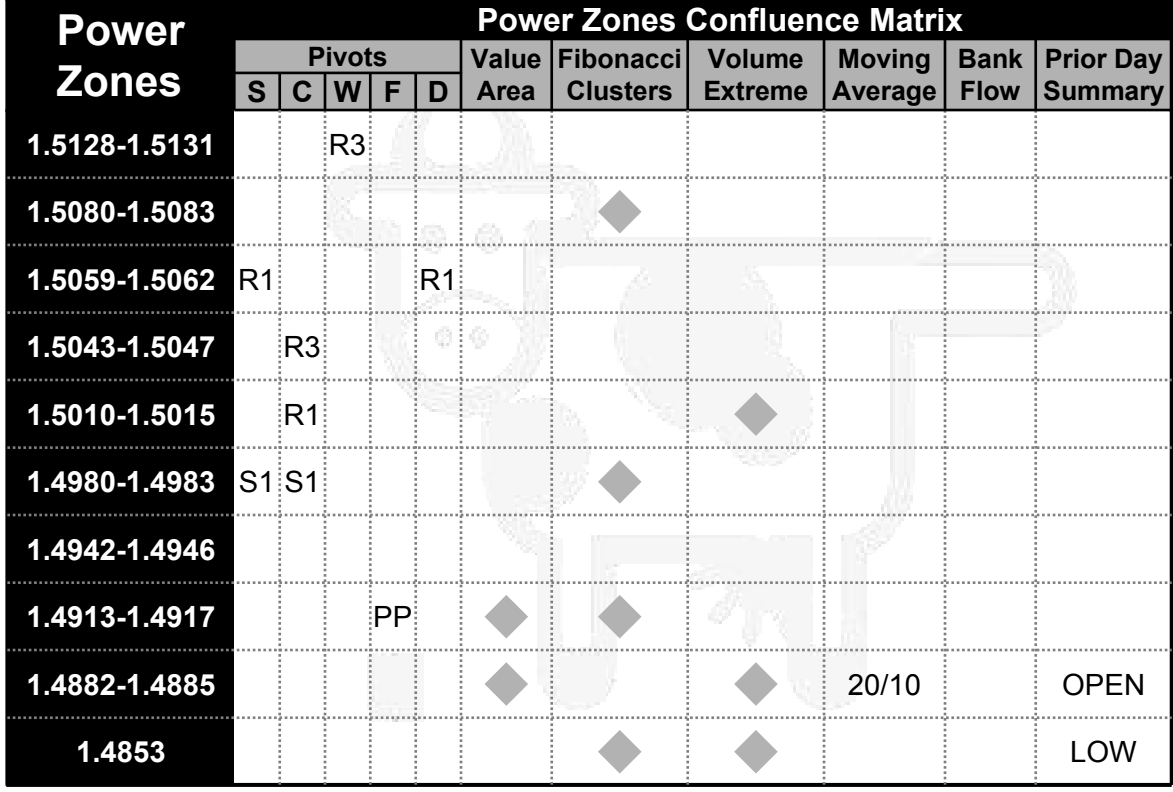 Power Zones
Power Zones Confluence Matrix
Pivots
Value Area
Fibonacci Clusters
Volume Extreme
Moving Average
Bank Flow
Prior Day Summary
S C W F D
1.5128-1.5131 R3
1.5080-1.5083
1.5059-1.5062 R1 R1
1.5043-1.5047 R3
1.5010-1.5015 R1
1.4980-1.4983 S1 S1
1.4942-1.4946
1.4913-1.4917 PP
1.4882-1.4885 20/10 OPEN
1.4853 LOW